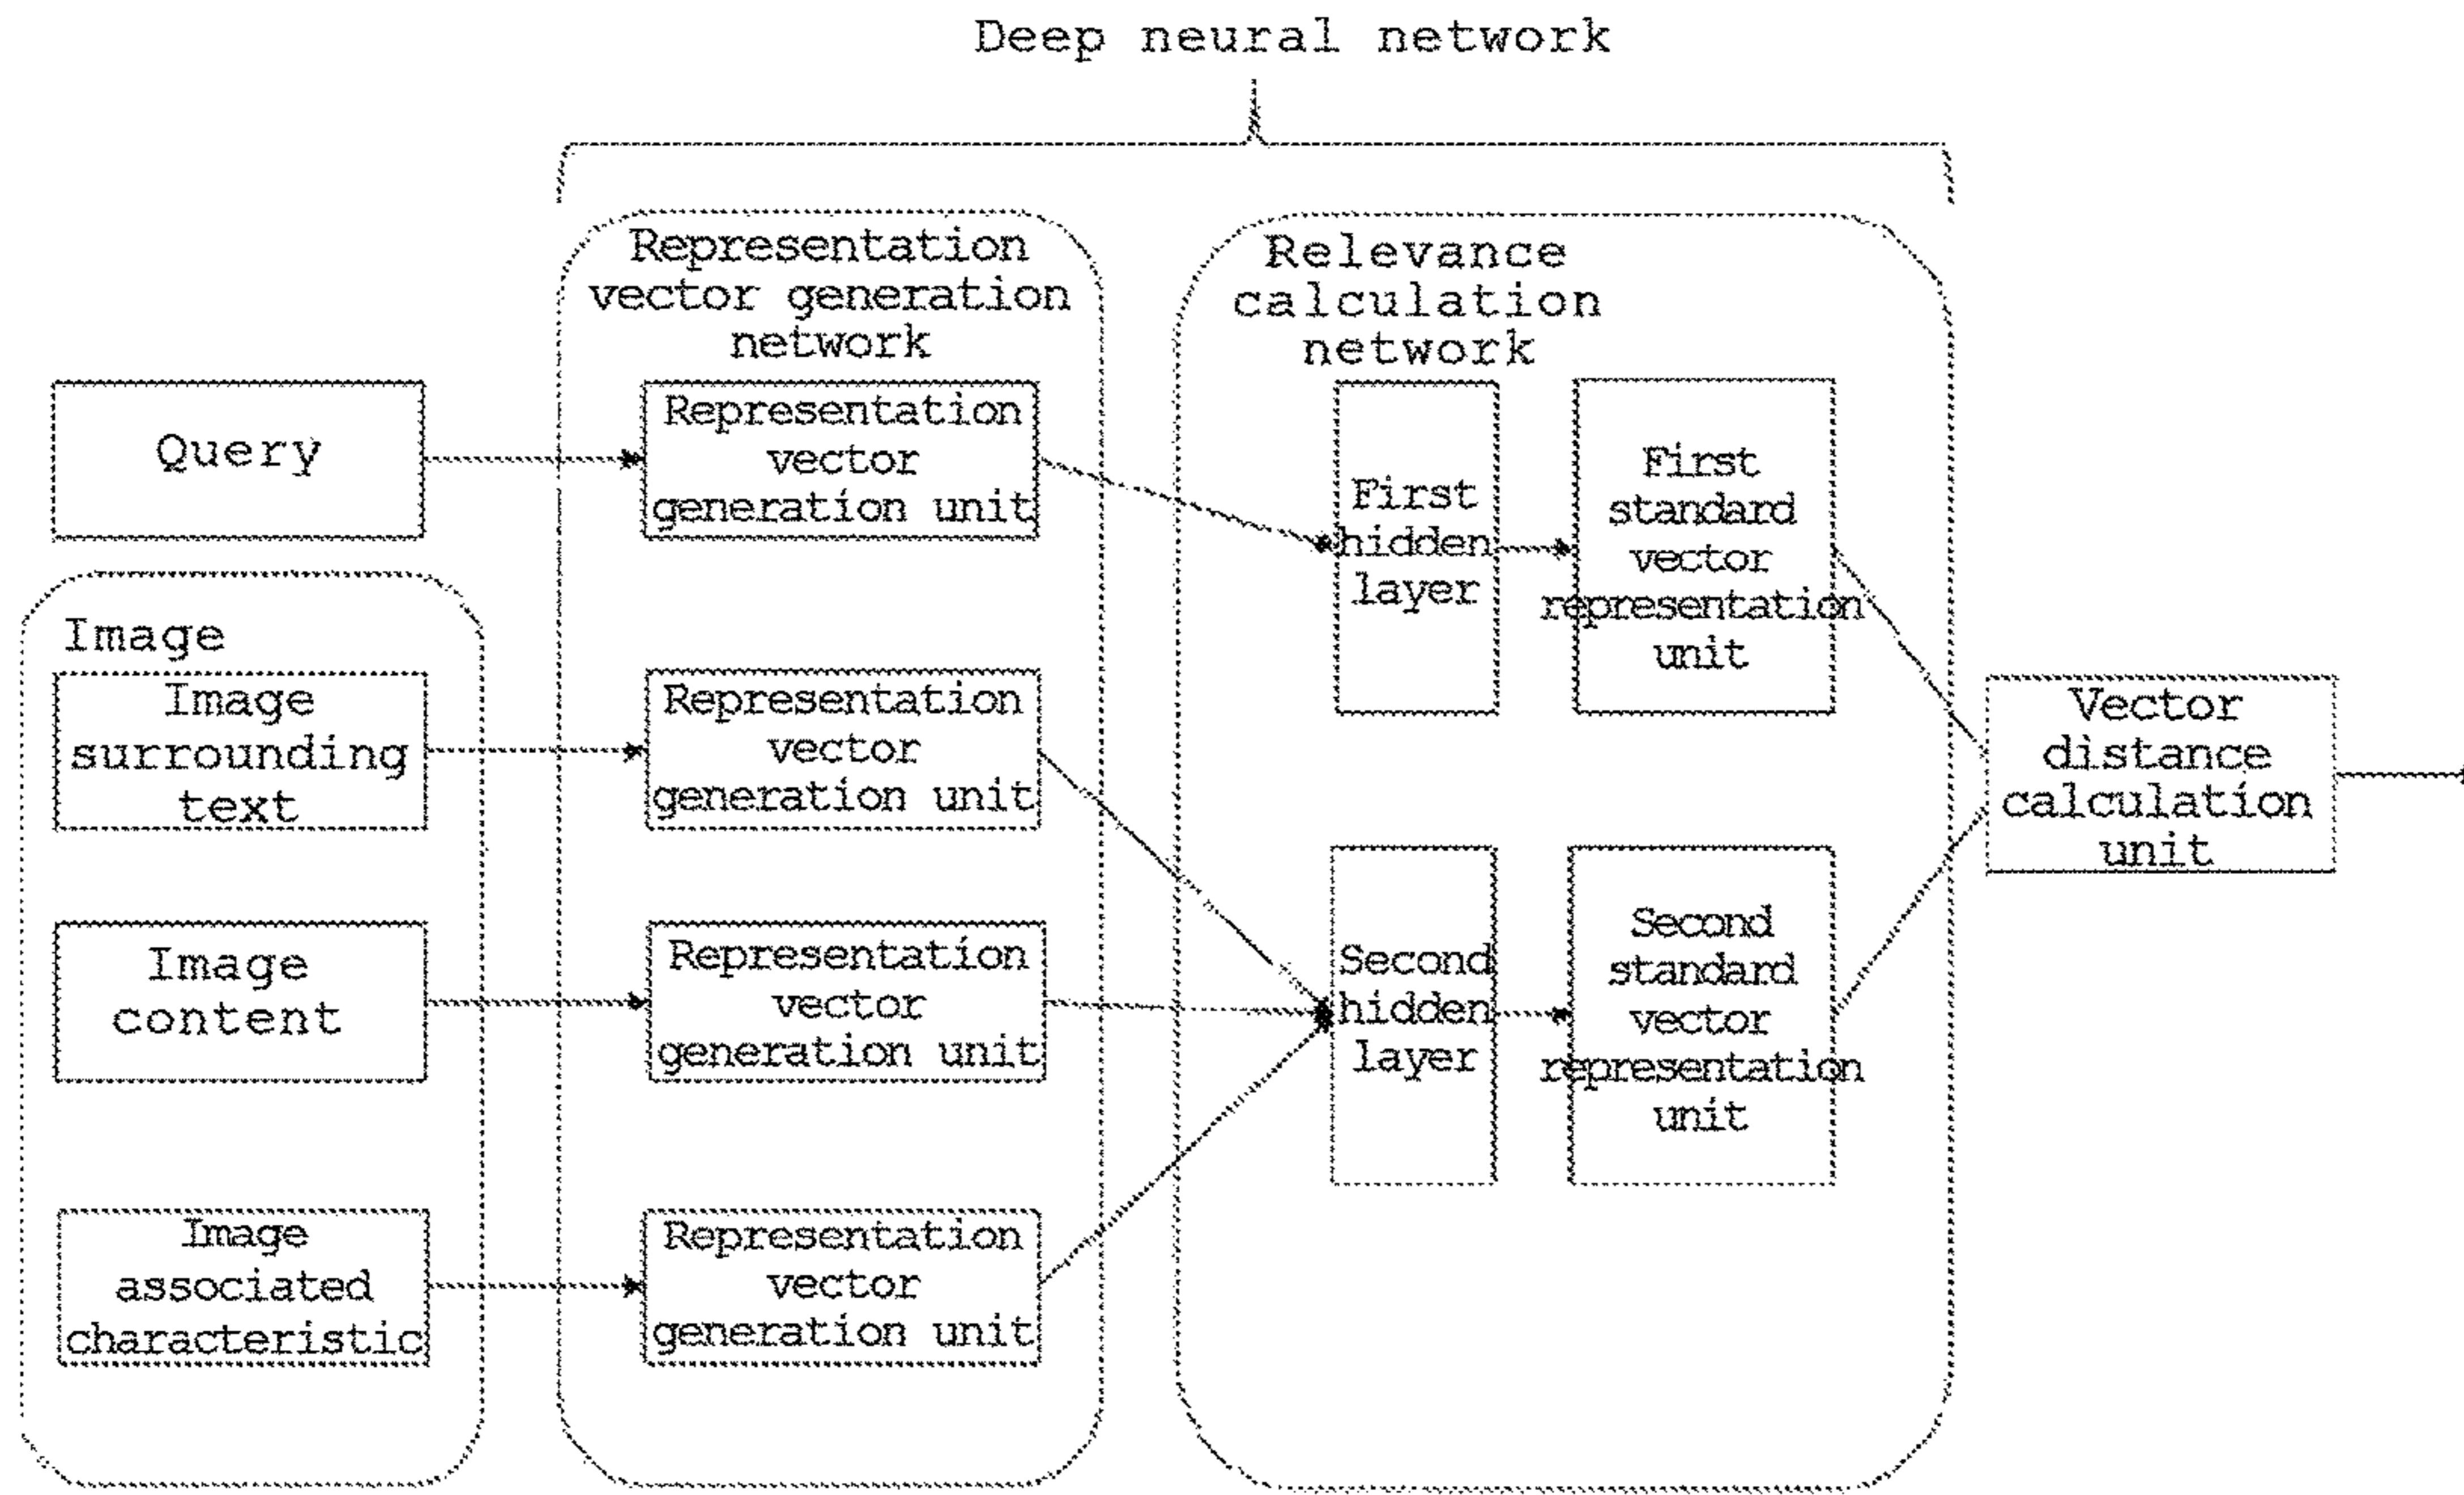 Deep neural network
Representation
vector generation
network
Relevance
calculation
network
Query
Representation
vector
generation unit
First
hidden
layer
First
standard
vector
representation
unit
Image
Image
surrounding
text
Representation
vector
generation unit
Vector
distance
calculation
unit
Image
content
Representation
vector
generation unit
Second
hidden
layer
Second
standard
vector
representation
unit
Image
associated
characteristic
Representation
vector
generation unit